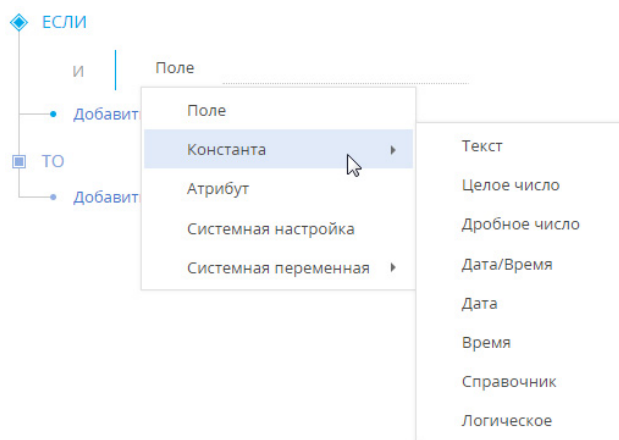 ЕСЛИ
И
Поле
Добавит
ТО
Добавит
Поле
Константа
Атрибут
Системная настройка
Системная переменная
Текст
Целое число
Дробное число
Дата/Время
Дата
Время
Справочник
Логическое